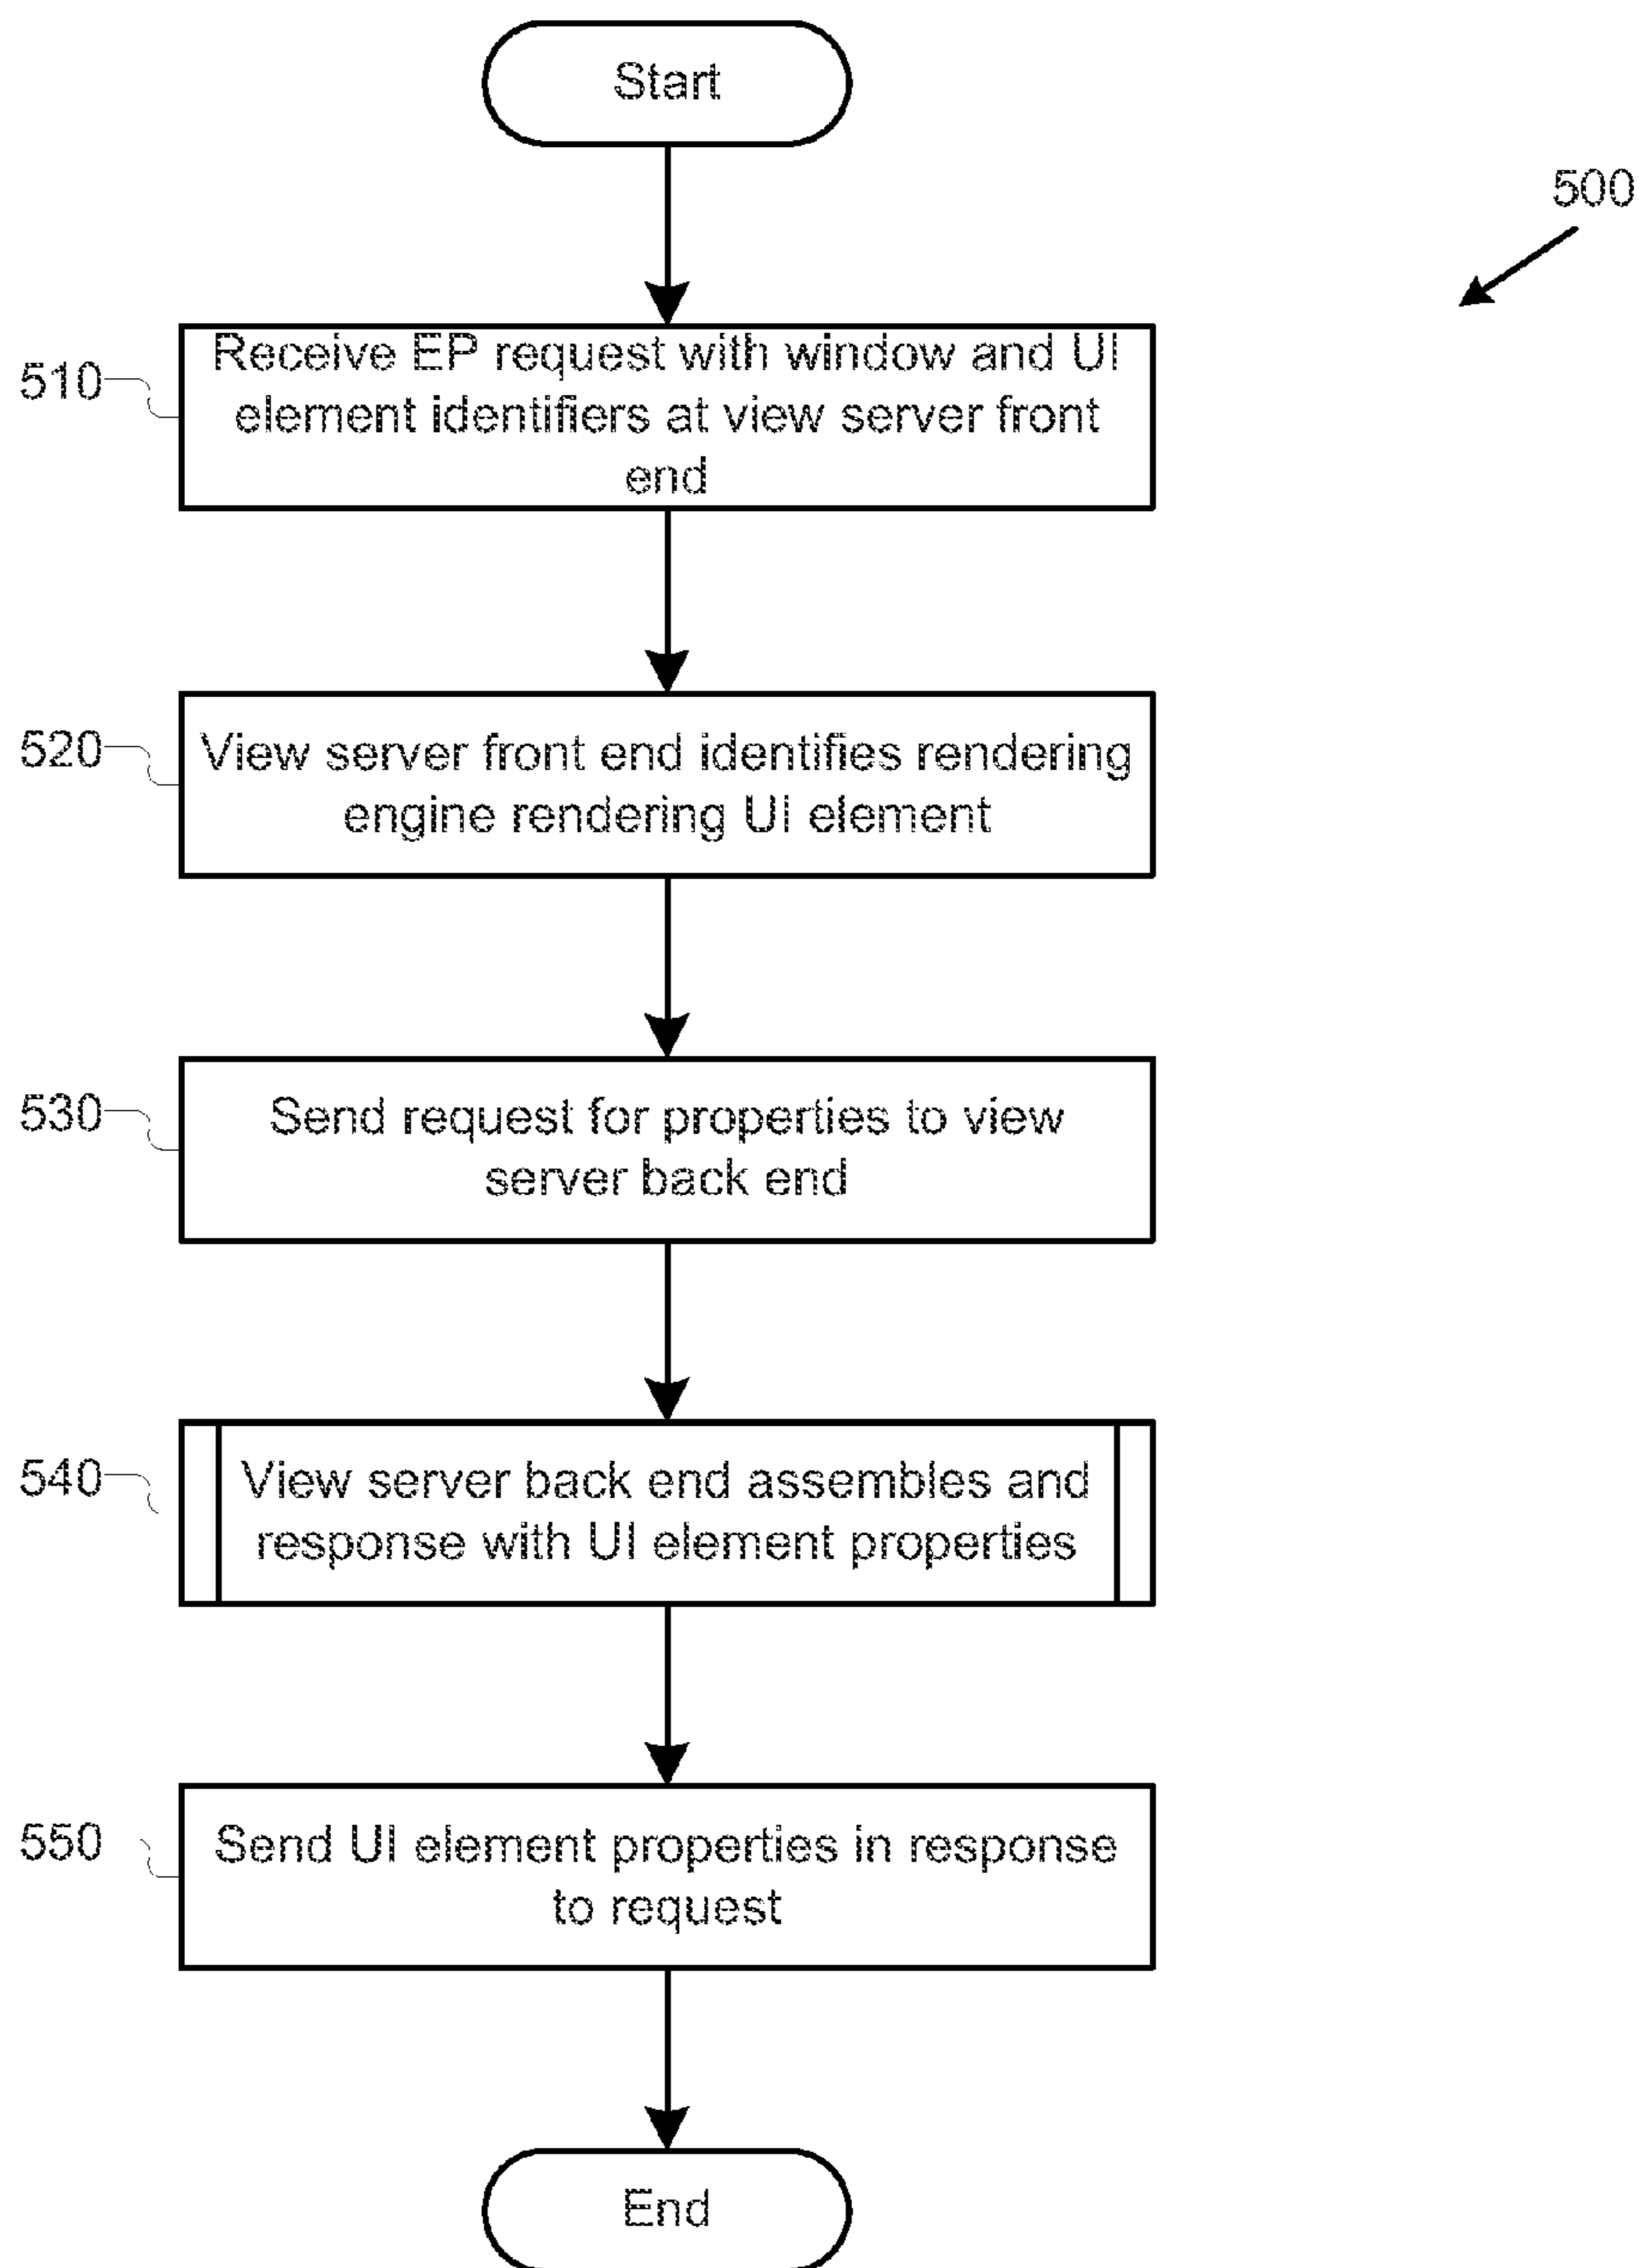 Start
500
510
Receive EP request with window and UI
element identifiers at view server front
end
520
View server front end identifies rendering
engine rendering UI element
530
Send request for properties to view
server back end
540
View server back end assembles and
response with UI element properties
550
Send UI element properties in response
to request
End